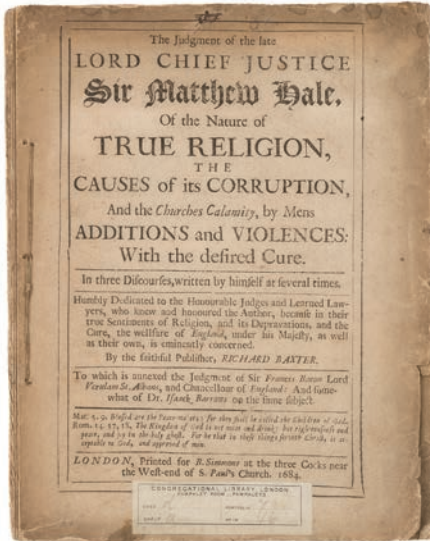 The Judgment of the late
LORD CHIEF JUSTICE
Sir Matthew Hale,
Of the Nature of
TRUE RELIGION,
THE
CAUSES of its CORRUPTION,
And the Churches Calamity, by Mens
ADDITIONS and VIOLENCES:
With the desired Cure.
In three Discourses, written by himself at several times.
Humbly Dedicated to the Honourable Judges and Learned Law-
yers, who knew and honoured the Author, because in their
true Sentiments of Religion, and its Depravations, and the
Cure, the wellfare of England, under his Majesty, as well
as their own, is eminently concerned.
By the faithful Publisher, RICHARD BAXTER.
To which is annexed the Judgment of Sir Francis Bacon Lord
Verulam St. Albans, and Chancellour of England: And some-
what of Dr. Isaack Barrows on the same subject.
Mat. 5. 9. Blessed are the Peace-makers: for they shall be called the Children of God.
Rom. 14. 17, 18. The Kingdom of God is not meat and drink: but righteousness and
peace, and joy in the holy ghost. For he that in these things serveth Christ, is ac-
ceptable to God, and approved of men.
LONDON, Printed for B. Simmons at the three Cocks near
the West-end of S. Paul's Church. 1684.
CONGREGATIONAL LIBRARY LONDON
PAMPHLET ROOM PAMPHLETS